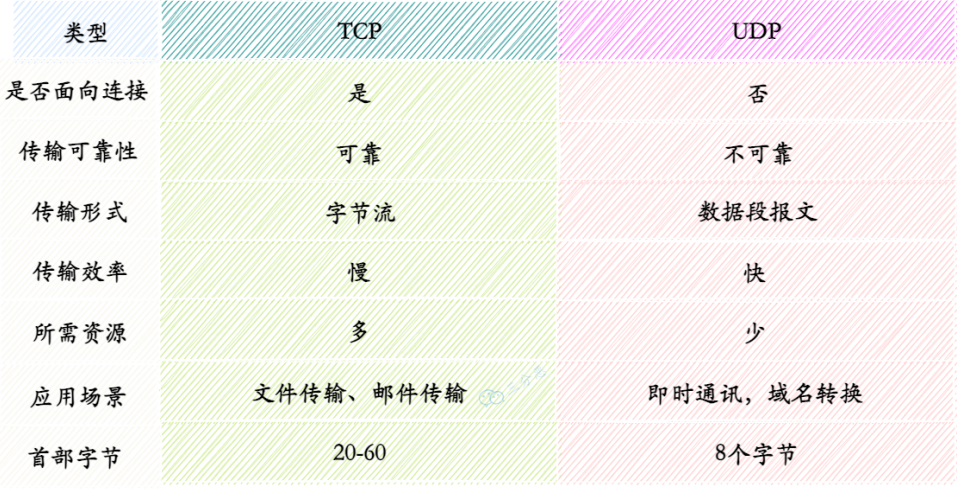 类型 TCP UDP
是否面向连接 是 否
传输可靠性 可靠 不可靠
传输形式 字节流 数据段报文
传输效率 慢 快
所需资源 多 少
应用场景 文件传输、邮件传输 即时通讯，域名转换
三分恶
首部字节 20-60 8个字节